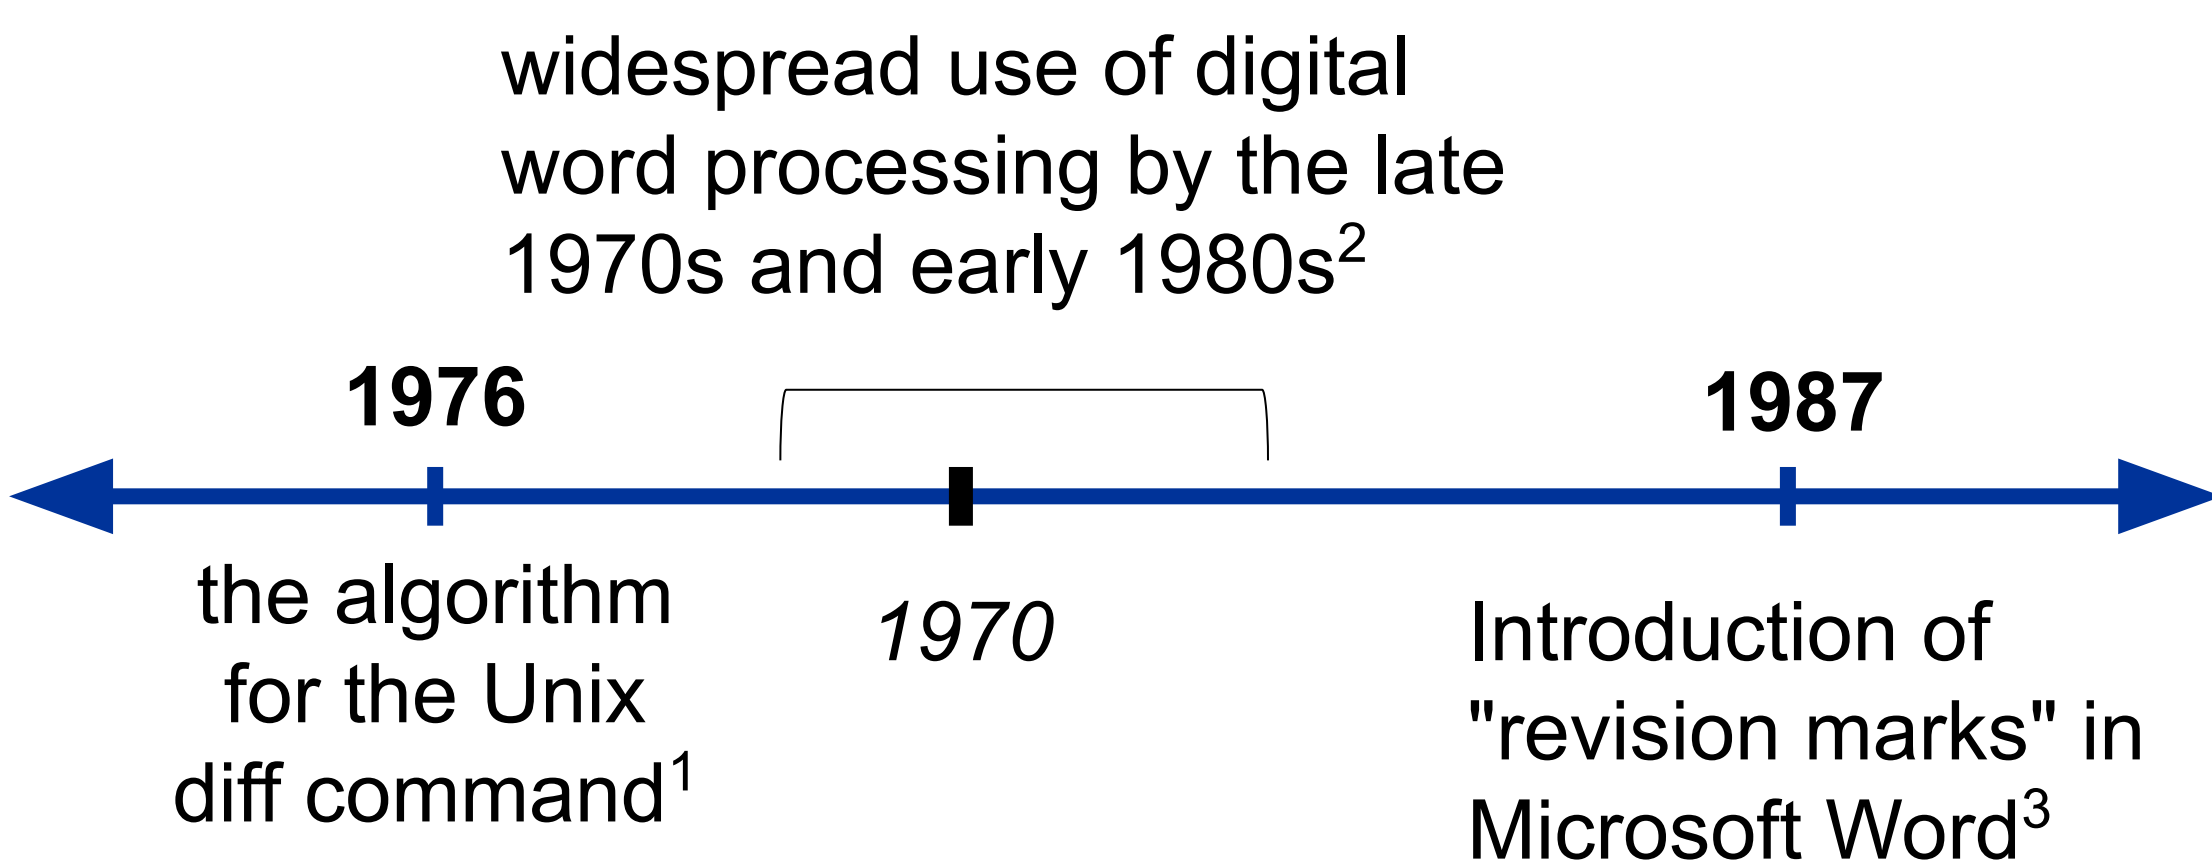 widespread use of digital
word processing by the late
1970s and early 1980s²
1976
1987
the algorithm
for the Unix
diff command¹
1970
Introduction of
"revision marks" in
Microsoft Word³